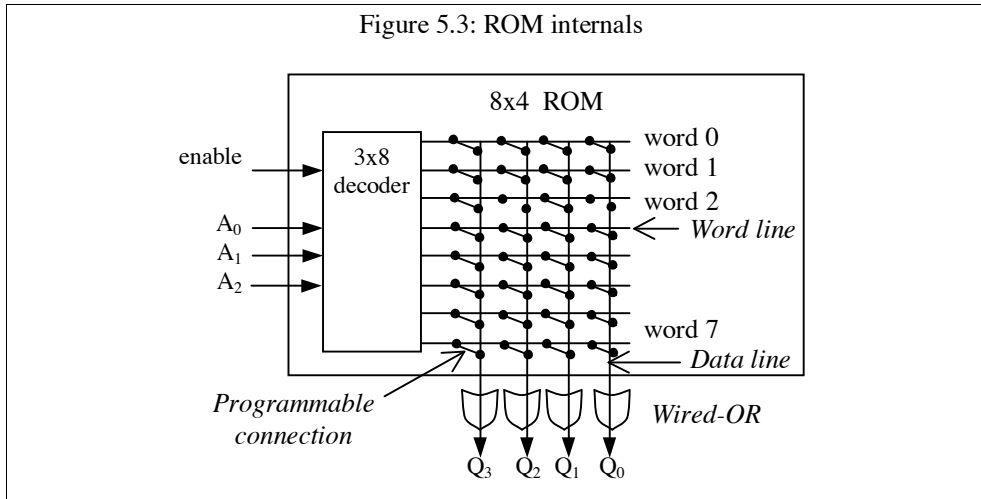 Figure 5.3: ROM internals
8x4 ROM
enable
3x8
decoder
A0
A1
A2
word 0
word 1
word 2
Word line
word 7
Data line
Programmable
connection
Wired-OR
Q3 Q2 Q1 Q0